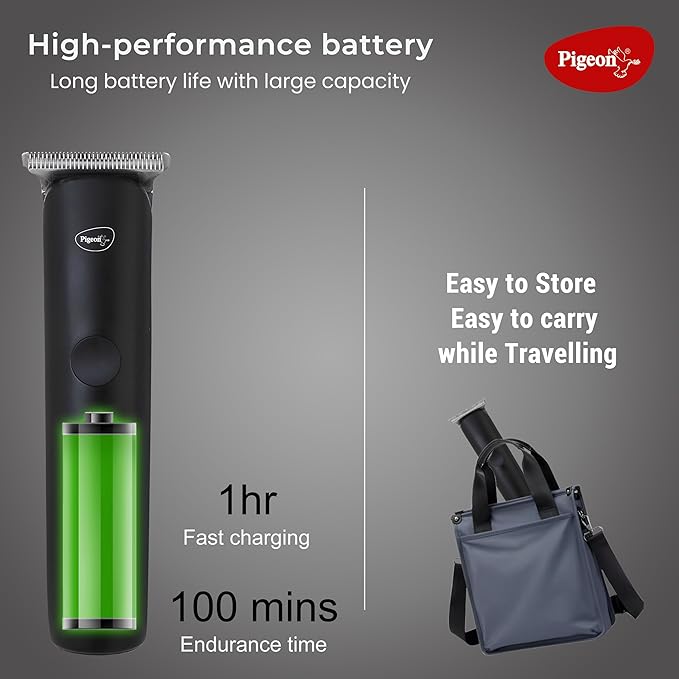 High-performance battery
Long battery life with large capacity
Pigeon®
Pigeon
Easy to Store
Easy to carry
while Travelling
1hr
Fast charging
100 mins
Endurance time